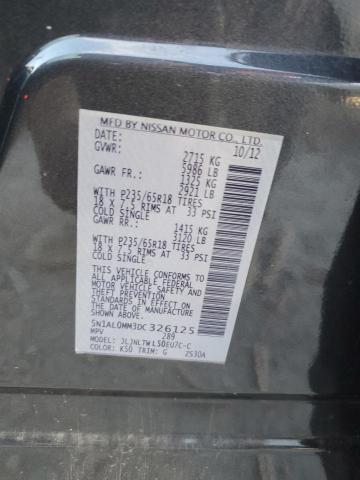 MFD BY NISSAN MOTOR CO., LTD.
DATE: 10/12
GVWR: 2715 KG
5986 LB
GAWR FR: 1325 KG
2921 LB
WITH P235/65R18 TIRES
18 X 7.5 RIMS AT 33 PSI
COLD SINGLE
GAWR RR: 1415 KG
3120 LB
WITH P235/65R18 TIRES
18 X 7.5 RIMS AT 33 PSI
COLD SINGLE
THIS VEHICLE CONFORMS TO
ALL APPLICABLE U.S. FEDERAL
MOTOR VEHICLE SAFETY AND
THEFT PREVENTION
STANDARDS IN EFFECT ON THE
DATE OF MANUFACTURE
SHOWN ABOVE.
5N1AL0MM3DC326125
MPV 289
MODEL: JLJNLTWL50EU7C-C
COLOR: K50 TRIM: G 2S30A